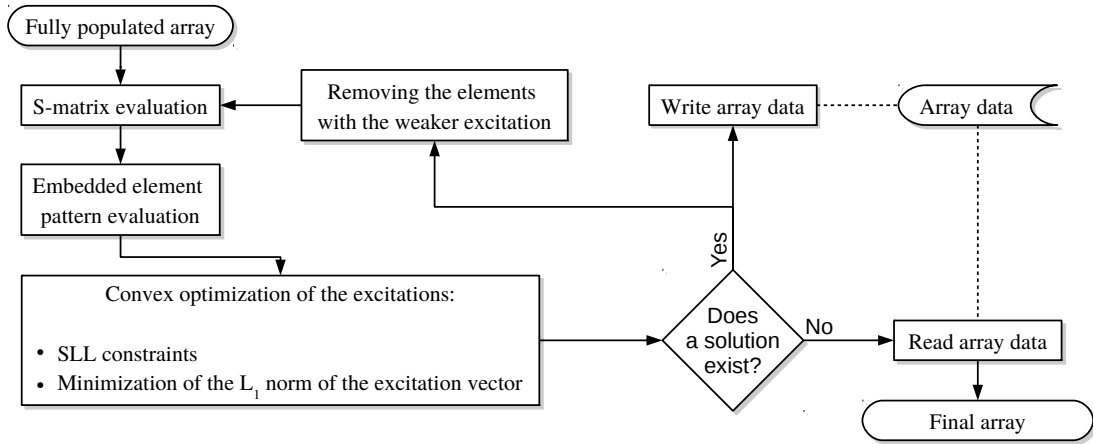 Fully populated array
S-matrix evaluation
Removing the elements
with the weaker excitation
Write array data
Array data
Embedded element
pattern evaluation
Yes
Convex optimization of the excitations:
• SLL constraints
• Minimization of the L₁ norm of the excitation vector
Does
a solution
exist?
No
Read array data
Final array